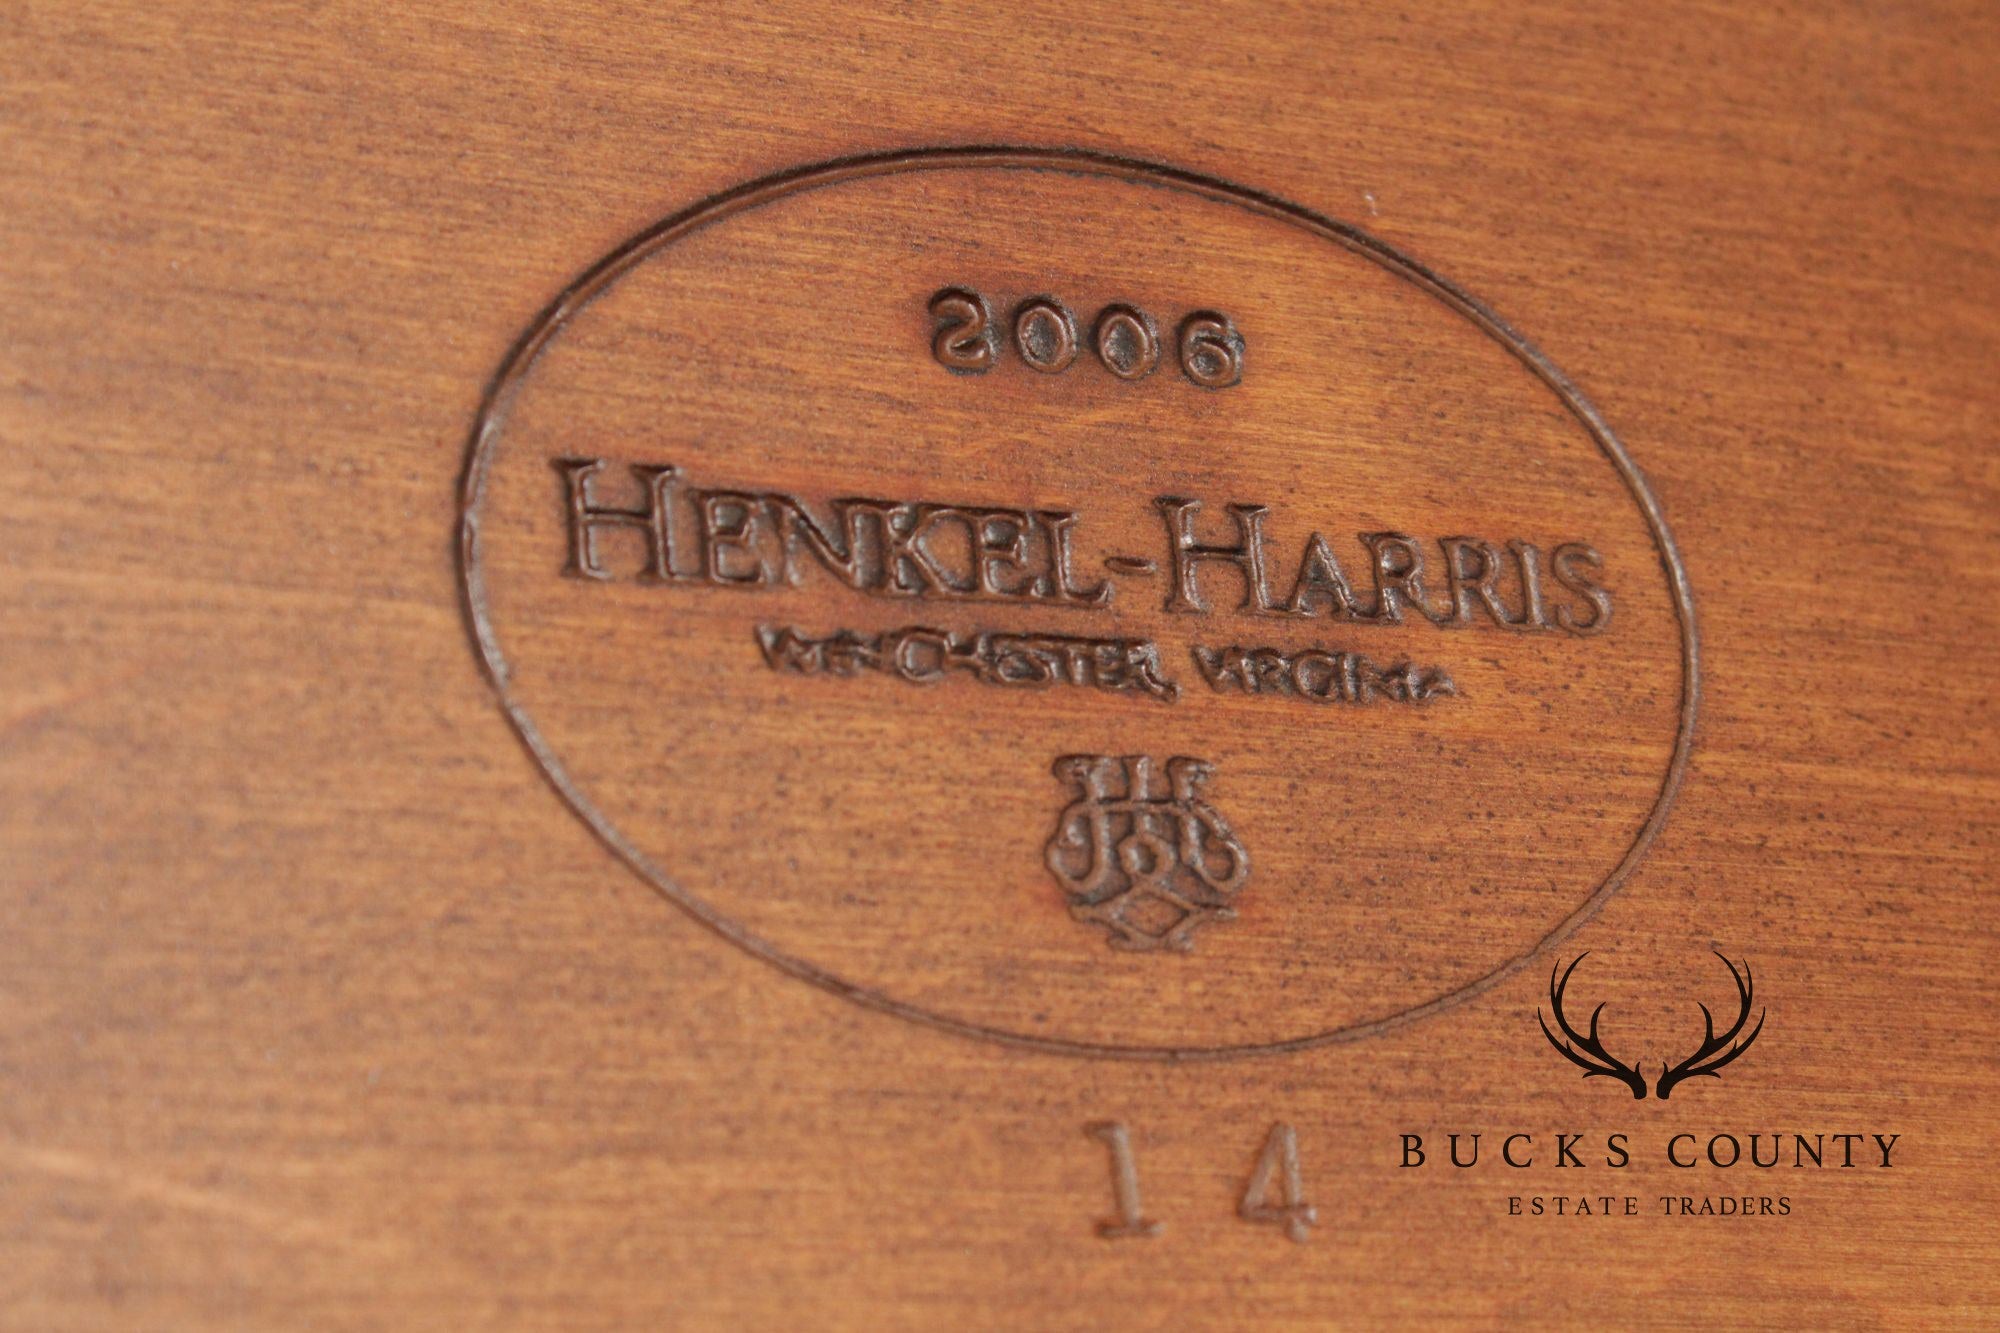 2006
HENKEL-HARRIS
WINCHESTER, VIRGINIA
14
BUCKS COUNTY
ESTATE TRADERS